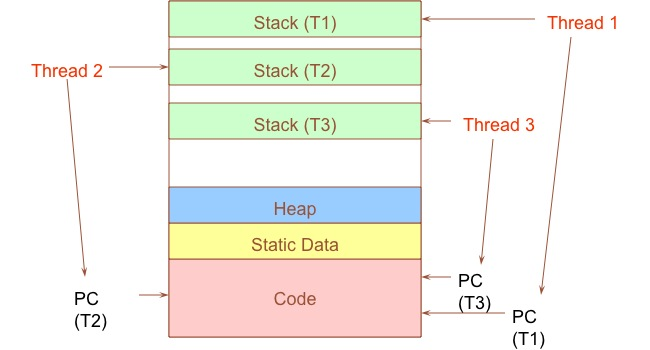 Stack (T1)
Thread 1
Thread 2
Stack (T2)
Stack (T3)
Thread 3
Heap
Static Data
Code
PC
(T2)
PC
(T3)
PC
(T1)